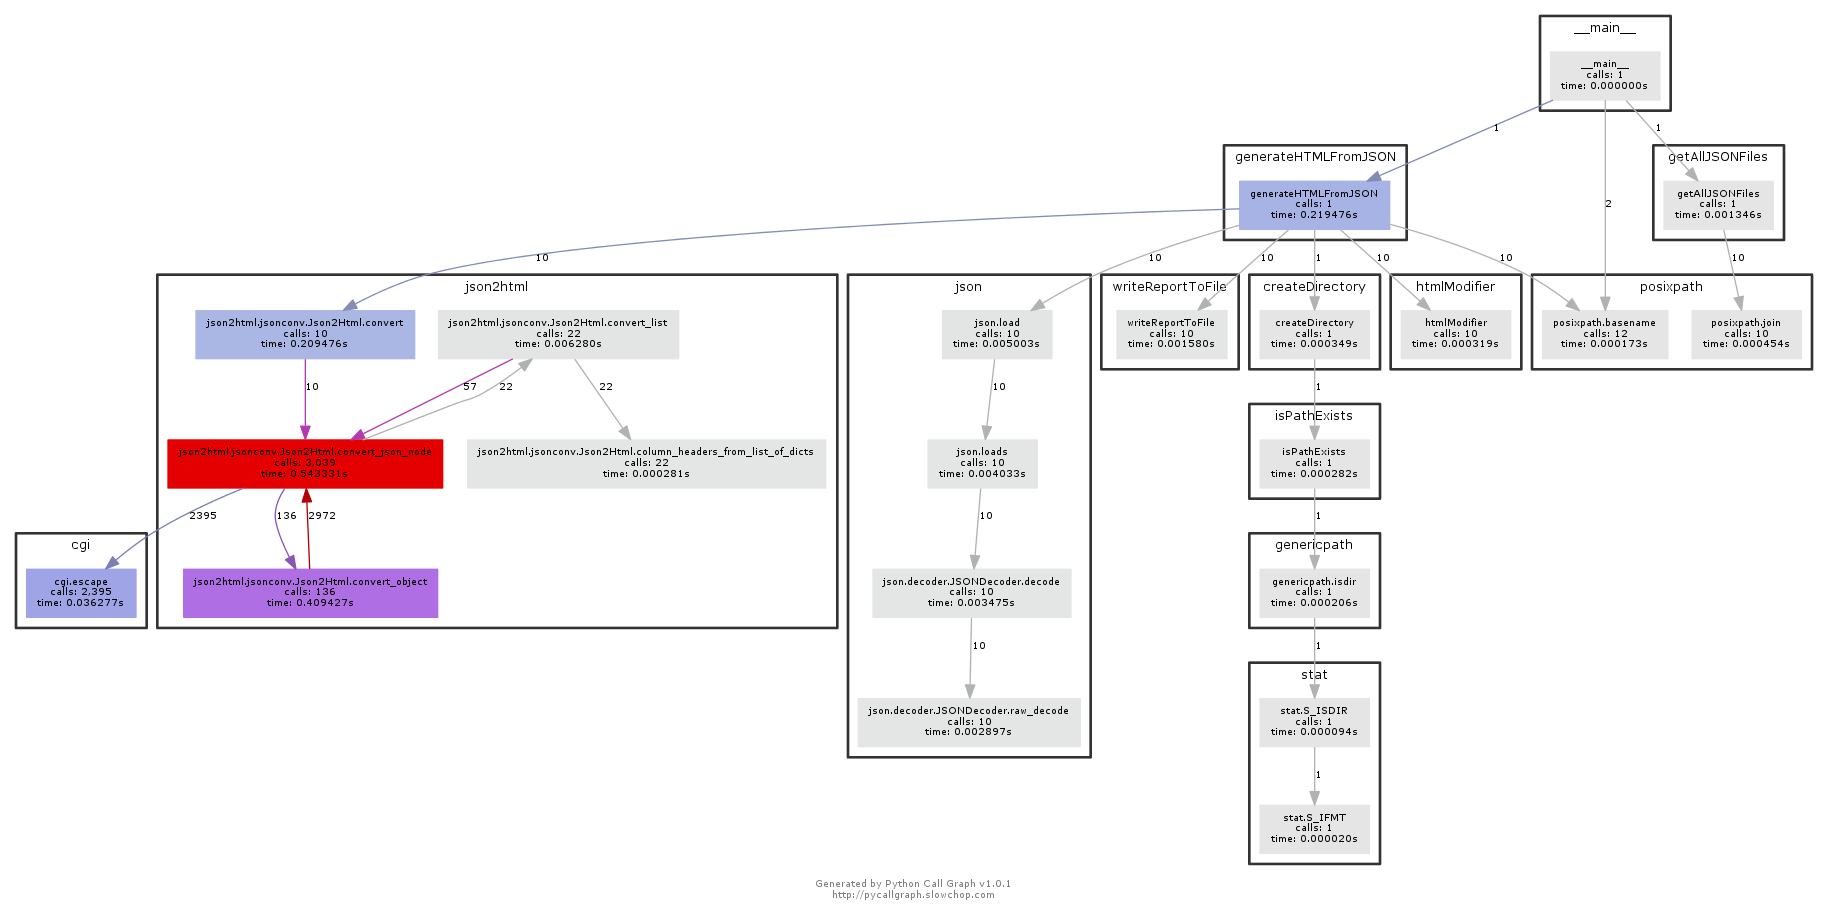 __main__
__main__
calls: 1
time: 0.000000s
1
1
2
generateHTMLFromJSON
generateHTMLFromJSON
calls: 1
time: 0.219476s
getAllJSONFiles
getAllJSONFiles
calls: 1
time: 0.001346s
10
10
10
1
10
10
10
json2html
json2html.jsonconv.Json2Html.convert
calls: 10
time: 0.209476s
json2html.jsonconv.Json2Html.convert_list
calls: 22
time: 0.006280s
10
57
22
22
json2html.jsonconv.Json2Html.convert_json_node
calls: 3,039
time: 0.543331s
json2html.jsonconv.Json2Html.column_headers_from_list_of_dicts
calls: 22
time: 0.000281s
2395
136
2972
json2html.jsonconv.Json2Html.convert_object
calls: 136
time: 0.409427s
cgi
cgi.escape
calls: 2,395
time: 0.036277s
json
json.load
calls: 10
time: 0.005003s
10
json.loads
calls: 10
time: 0.004033s
10
json.decoder.JSONDecoder.decode
calls: 10
time: 0.003475s
10
json.decoder.JSONDecoder.raw_decode
calls: 10
time: 0.002897s
writeReportToFile
writeReportToFile
calls: 10
time: 0.001580s
createDirectory
createDirectory
calls: 1
time: 0.000349s
1
isPathExists
isPathExists
calls: 1
time: 0.000282s
1
genericpath
genericpath.isdir
calls: 1
time: 0.000206s
1
stat
stat.S_ISDIR
calls: 1
time: 0.000094s
1
stat.S_IFMT
calls: 1
time: 0.000020s
htmlModifier
htmlModifier
calls: 10
time: 0.000319s
posixpath
posixpath.basename
calls: 12
time: 0.000173s
posixpath.join
calls: 10
time: 0.000454s
Generated by Python Call Graph v1.0.1
http://pycallgraph.slowchop.com